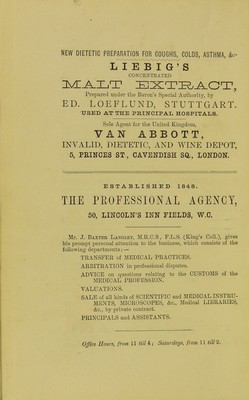 NEW DIETETIC PREPARATION FOR COUGHS, COLDS, ASTHMA, &c.
LIEBIG'S
CONCENTRATED
MALT EXTRACT,
Prepared under the Baron's Special Authority, by
ED. LOEFLUND, STUTTGART.
USED AT THE PRINCIPAL HOSPITALS.
Sole Agent for the United Kingdom,
VAN ABBOTT,
INVALID, DIETETIC, AND WINE DEPOT,
5, PRINCES ST., CAVENDISH SQ., LONDON.
ESTABLISHED 1848.
THE PROFESSIONAL AGENCY,
50, LINCOLN'S INN FIELDS, W.C.
Mr. J. Baxter Langley, M.R.C.S., F.L.S. (King's Coll.), gives
his prompt personal attention to the business, which consists of the
following departments:—
TRANSFER of MEDICAL PRACTICES.
ARBITRATION in professional disputes.
ADVICE on questions relating to the CUSTOMS of the
MEDICAL PROFESSION.
VALUATIONS.
SALE of all kinds of SCIENTIFIC and MEDICAL INSTRU-
MENTS, MICROSCOPES, &c., Medical LIBRARIES,
&c., by private contract.
PRINCIPALS and ASSISTANTS.
Office Hours, from 11 till 4; Saturdays, from 11 till 2.